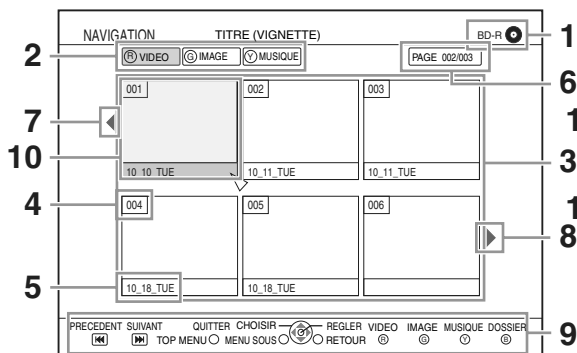 NAVIGATION TITRE (VIGNETTE) BD-R 1
2 R VIDEO G IMAGE Y MUSIQUE PAGE 002/003
6
001 002 003
7 1
10 3
10_10_TUE 10_11_TUE 10_11_TUE
4 004 005 006 1
8
5 10_18_TUE 10_18_TUE
PRECEDENT SUIVANT QUITTER CHOISIR REGLER VIDEO IMAGE MUSIQUE DOSSIER 9
TOP MENU MENU SOUS RETOUR R G Y B